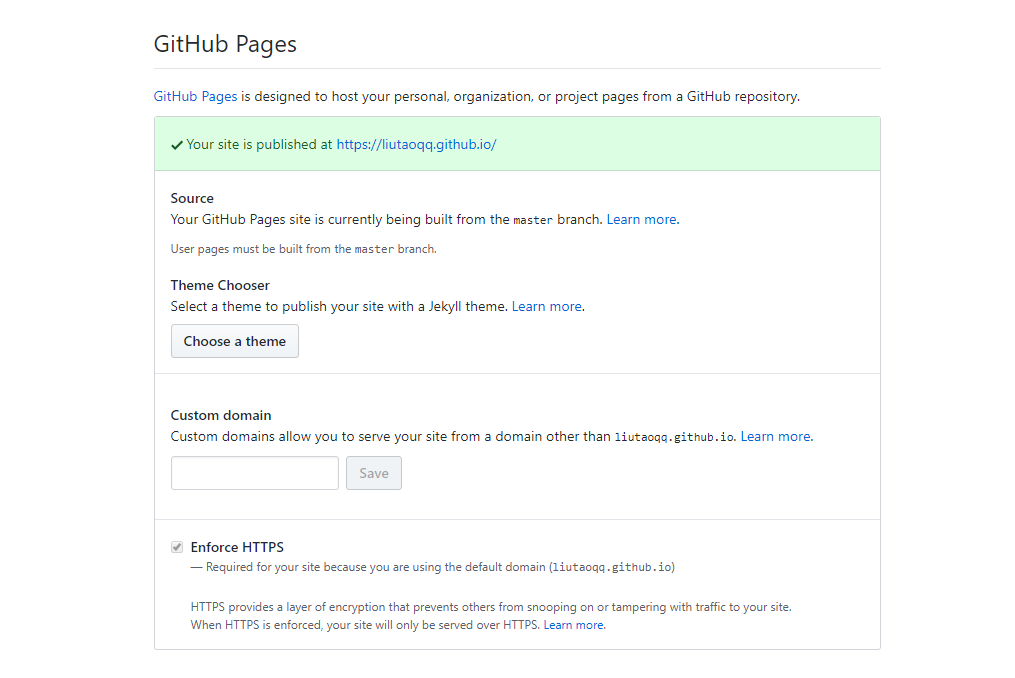 GitHub Pages
GitHub Pages is designed to host your personal, organization, or project pages from a GitHub repository.
Your site is published at https://liutaoqq.github.io/
Source
Your GitHub Pages site is currently being built from the master branch. Learn more.
User pages must be built from the master branch.
Theme Chooser
Select a theme to publish your site with a Jekyll theme. Learn more.
Choose a theme
Custom domain
Custom domains allow you to serve your site from a domain other than liutaoqq.github.io. Learn more.
Save
Enforce HTTPS
— Required for your site because you are using the default domain (liutaoqq.github.io)
HTTPS provides a layer of encryption that prevents others from snooping on or tampering with traffic to your site.
When HTTPS is enforced, your site will only be served over HTTPS. Learn more.